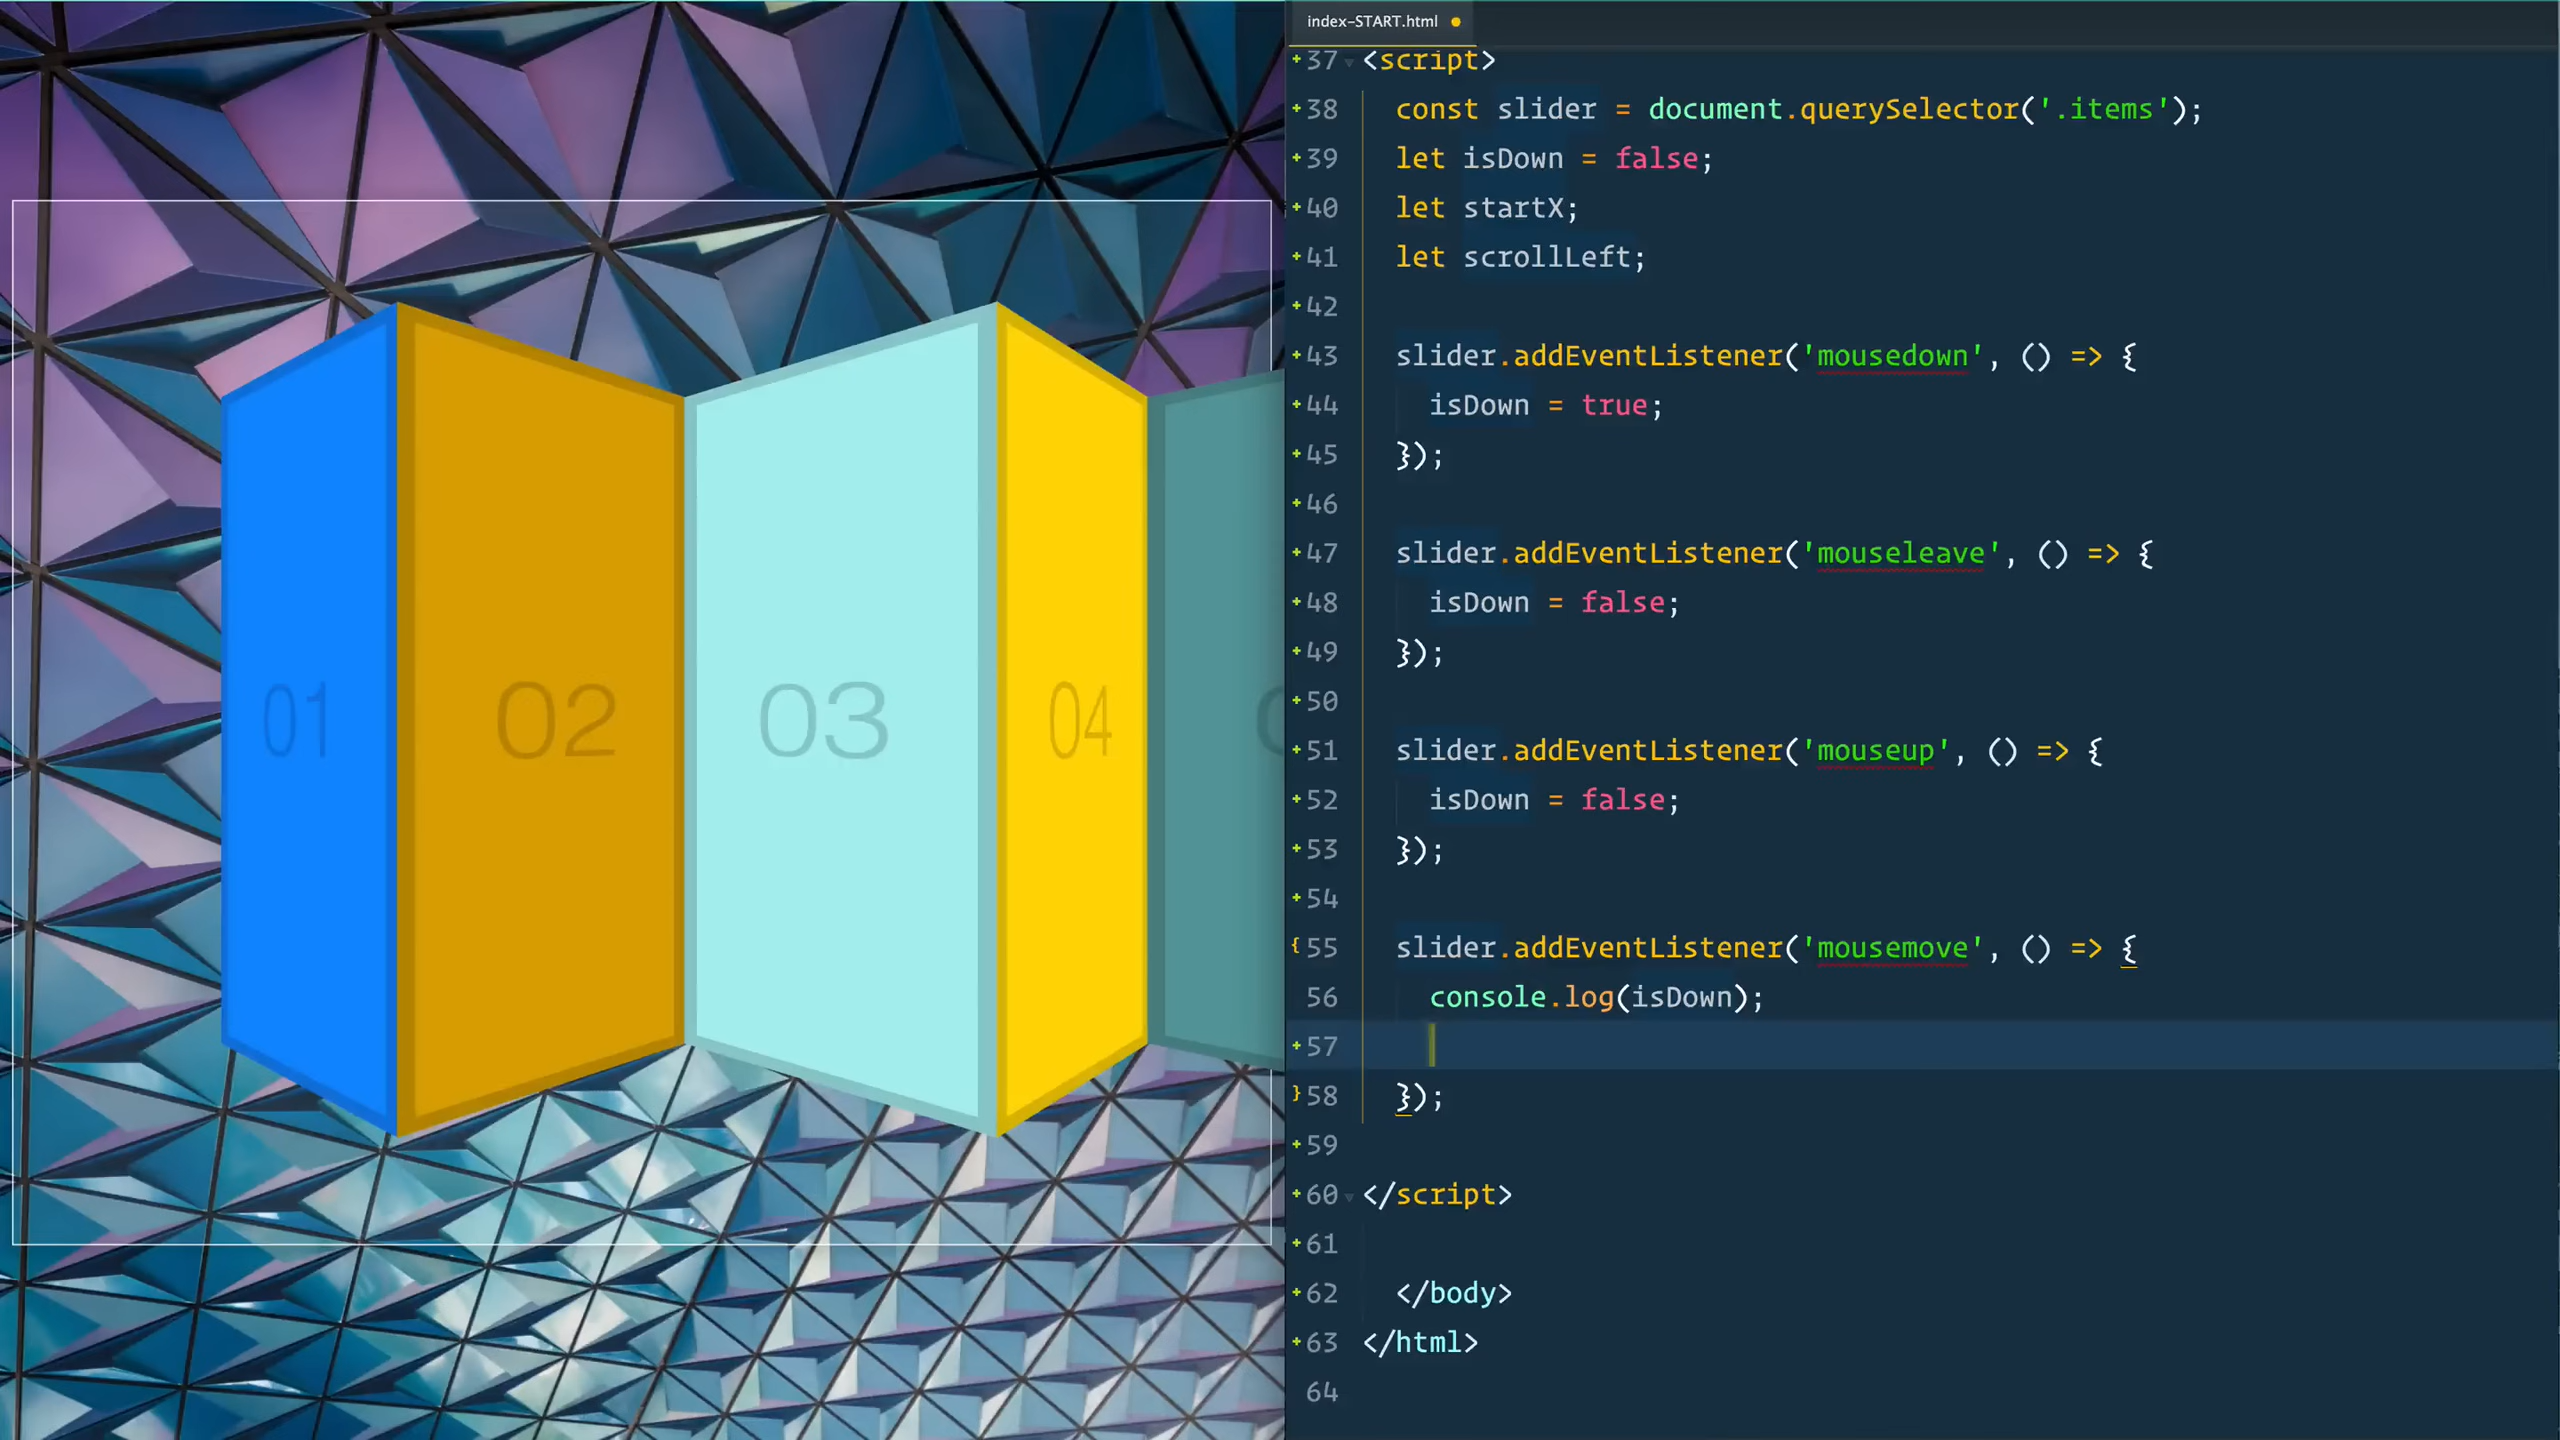 01
02
03
04
index-START.html
37 <script>
38 const slider = document.querySelector('.items');
39 let isDown = false;
40 let startX;
41 let scrollLeft;
42
43 slider.addEventListener('mousedown', () => {
44 isDown = true;
45 });
46
47 slider.addEventListener('mouseleave', () => {
48 isDown = false;
49 });
50
51 slider.addEventListener('mouseup', () => {
52 isDown = false;
53 });
54
{ 55 slider.addEventListener('mousemove', () => {
56 console.log(isDown);
57
} 58 });
59
60 </script>
61
62 </body>
63 </html>
64